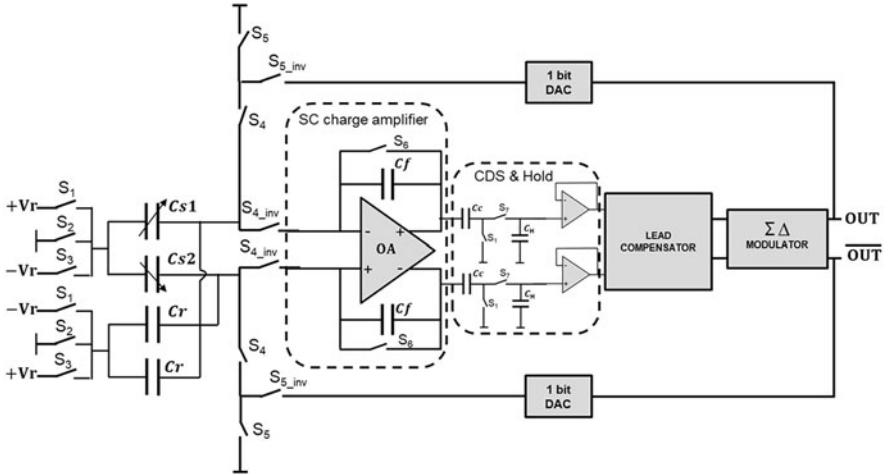 S5
S5_inv
1 bit
DAC
S4
SC charge amplifier
S6
Cf
CDS & Hold
S1
+Vr
Cs1
S4_inv
Cc
S7
S2
S1
CH
- +
OA
+ -
- +
LEAD
COMPENSATOR
ΣΔ
MODULATOR
OUT
OUT
S3
−Vr
Cs2
S4_inv
Cc
S7
S1
CH
- +
−Vr
S1
Cr
Cf
S2
S6
S3
+Vr
Cr
S4
S5_inv
1 bit
DAC
S5